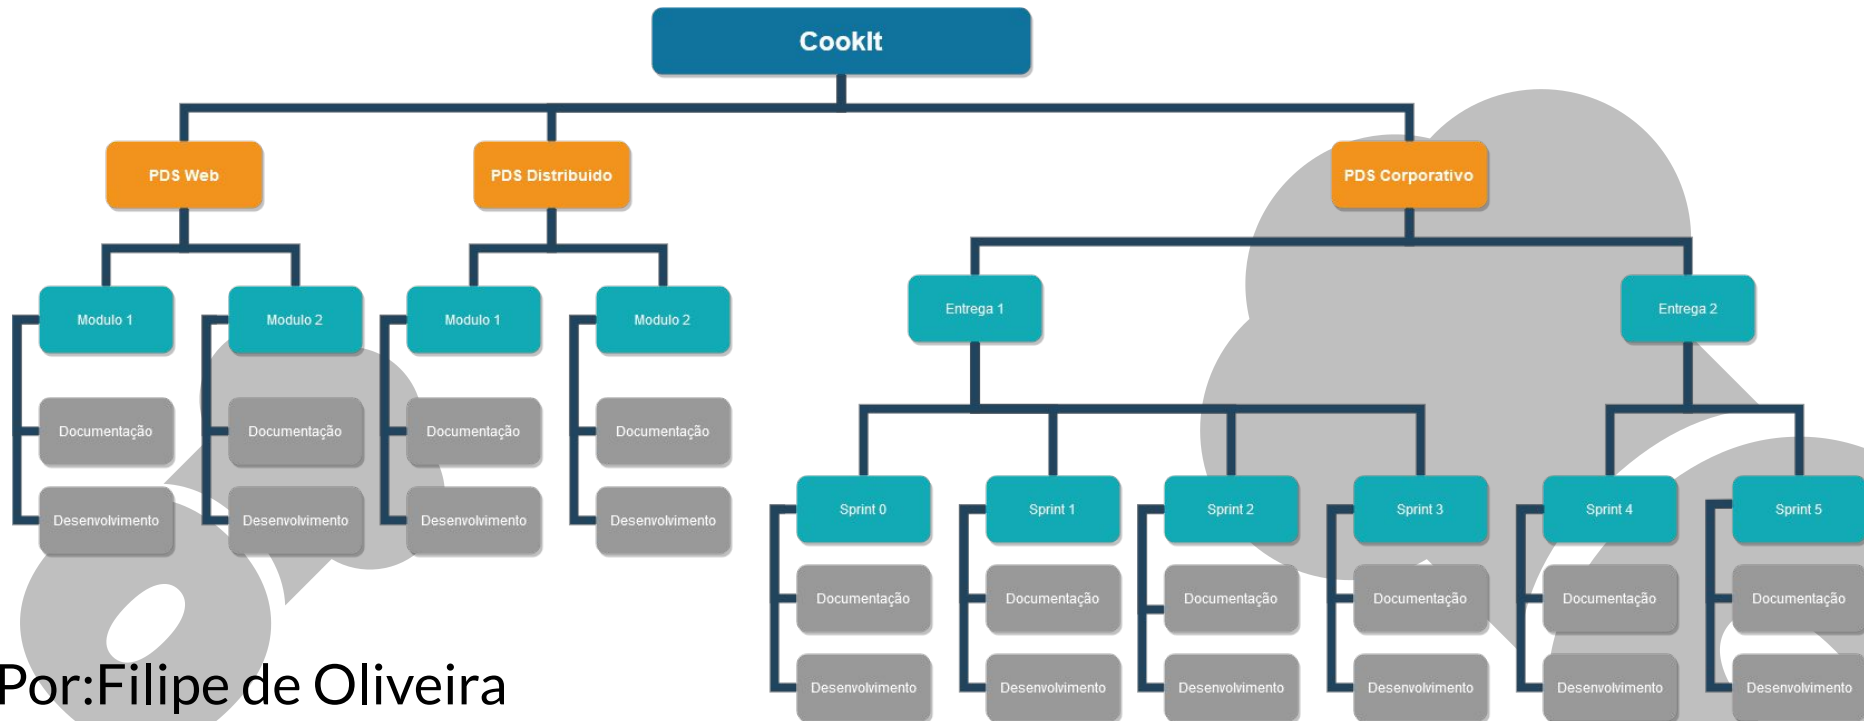 CookIt
PDS Web
PDS Distribuido
PDS Corporativo
Entrega 1
Entrega 2
Modulo 1
Modulo 2
Modulo 1
Modulo 2
Documentação
Documentação
Documentação
Documentação
Desenvolvimento
Desenvolvimento
Desenvolvimento
Desenvolvimento
Sprint 0
Sprint 1
Sprint 2
Sprint 3
Sprint 4
Sprint 5
Documentação
Documentação
Documentação
Documentação
Documentação
Documentação
Desenvolvimento
Desenvolvimento
Desenvolvimento
Desenvolvimento
Desenvolvimento
Desenvolvimento
Por:Filipe de Oliveira